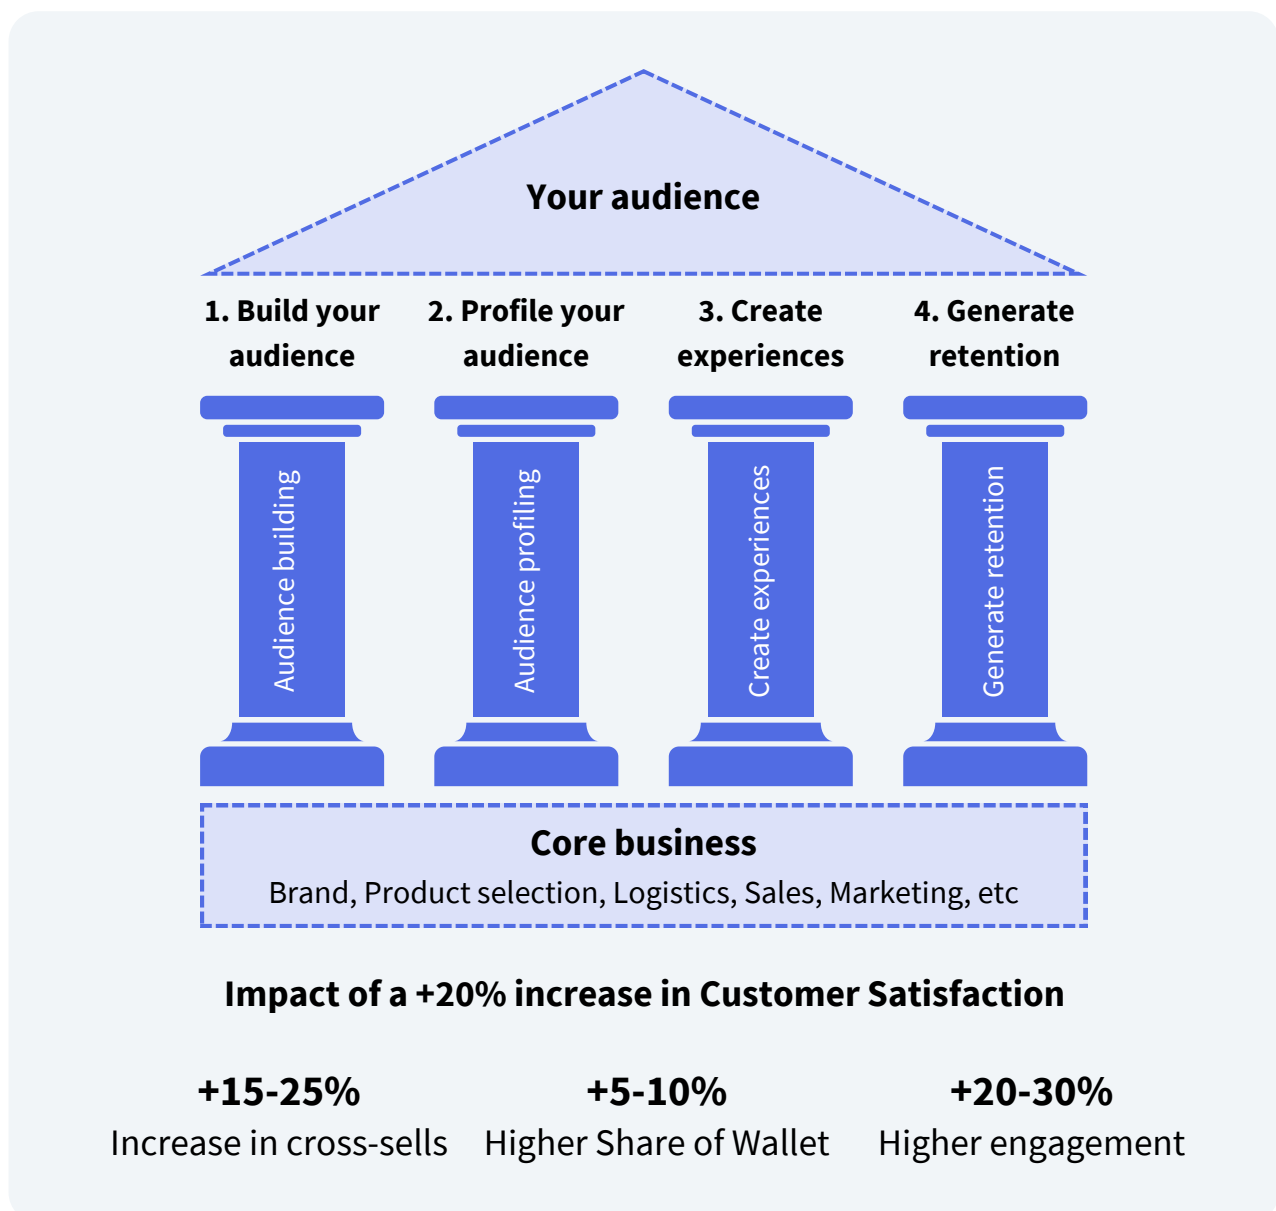 Your audience
1. Build your
audience
2. Profile your
audience
3. Create
experiences
4. Generate
retention
Audience building
Audience profiling
Create experiences
Generate retention
Core business
Brand, Product selection, Logistics, Sales, Marketing, etc
Impact of a +20% increase in Customer Satisfaction
+15-25%
Increase in cross-sells
+5-10%
Higher Share of Wallet
+20-30%
Higher engagement